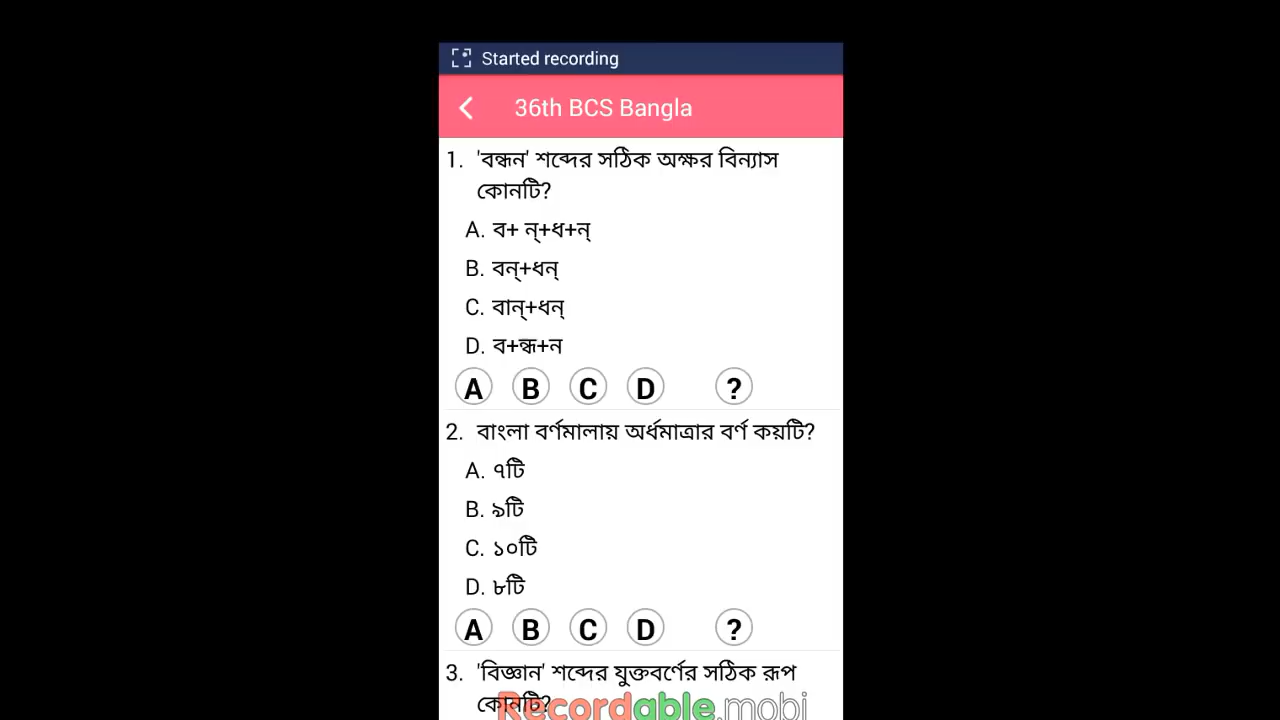 Started recording
36th BCS Bangla
1. 'বন্ধন' শব্দের সঠিক অক্ষর বিন্যাস
কোনটি?
A. ব+ ন্+ধ+ন্
B. বন্+ধন্
C. বান্+ধন্
D. ব+ন্ধ+ন
A B C D ?
2. বাংলা বর্ণমালায় অর্ধমাত্রার বর্ণ কয়টি?
A. ৭টি
B. ৯টি
C. ১০টি
D. ৮টি
A B C D ?
3. 'বিজ্ঞান' শব্দের যুক্তবর্ণের সঠিক রূপ
কোনটি?
Recordable.mobi